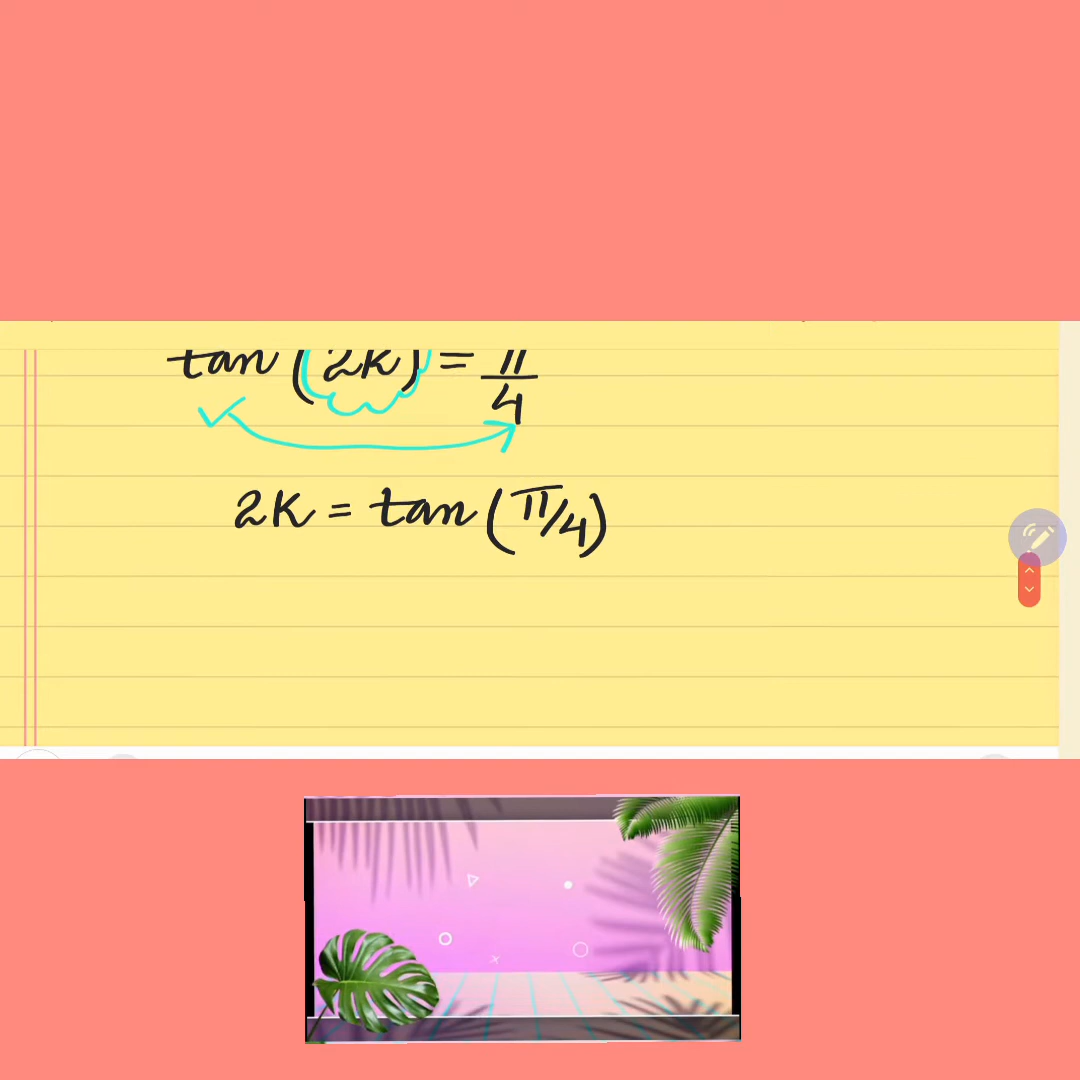 tan (2K) = π/4
2K = tan (π/4)